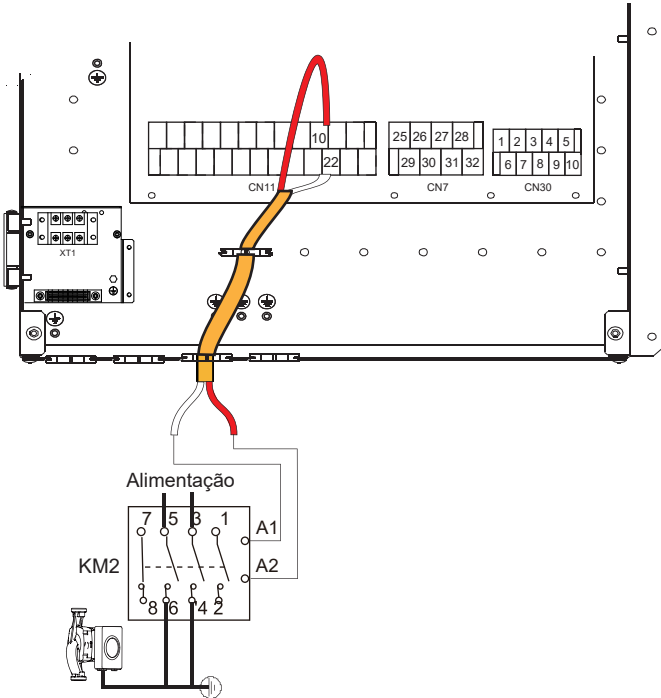 10
22
CN11
25 26 27 28
29 30 31 32
CN7
1 2 3 4 5
6 7 8 9 10
CN30
XT1
Alimentação
7 5 3 1
A1
KM2
A2
8 6 4 2